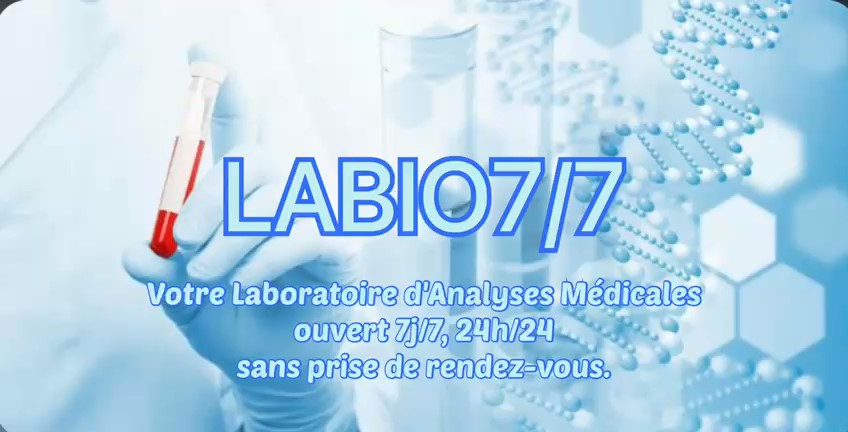 LABIO7/7
Votre Laboratoire d'Analyses Médicales
ouvert 7j/7, 24h/24
sans prise de rendez-vous.